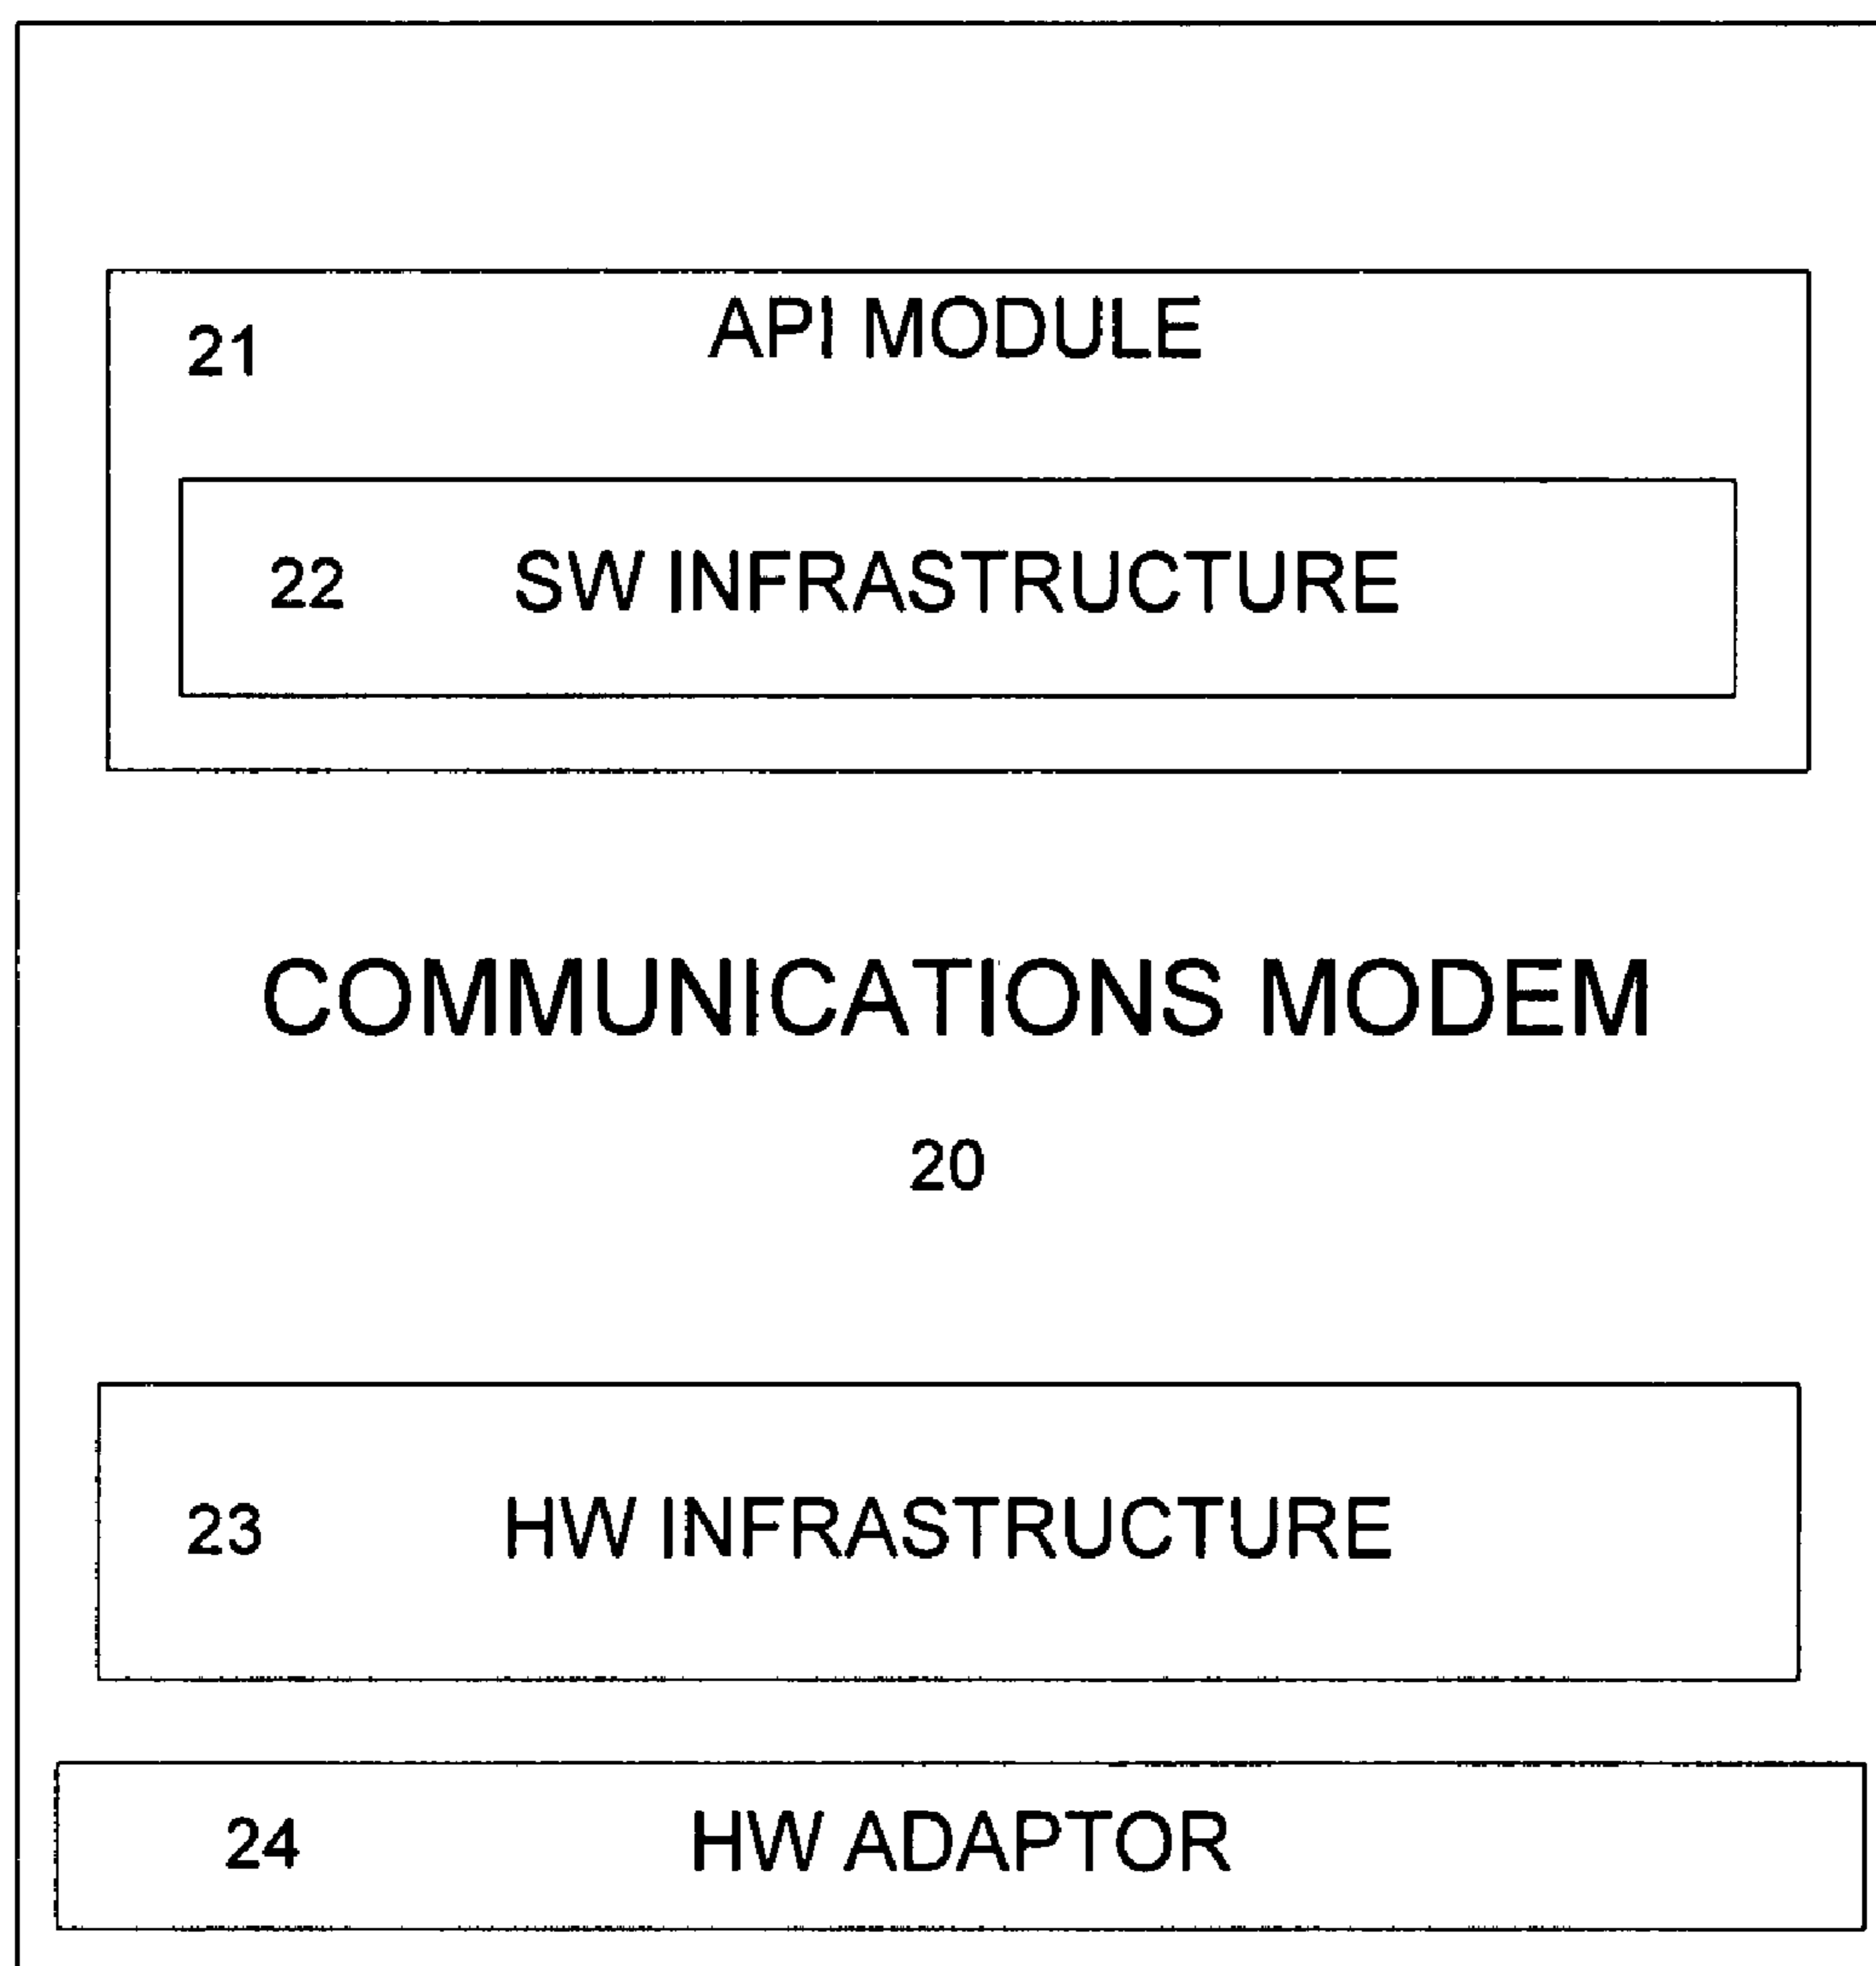 21 API MODULE
22 SW INFRASTRUCTURE
COMMUNICATIONS MODEM
20
23 HW INFRASTRUCTURE
24 HW ADAPTOR